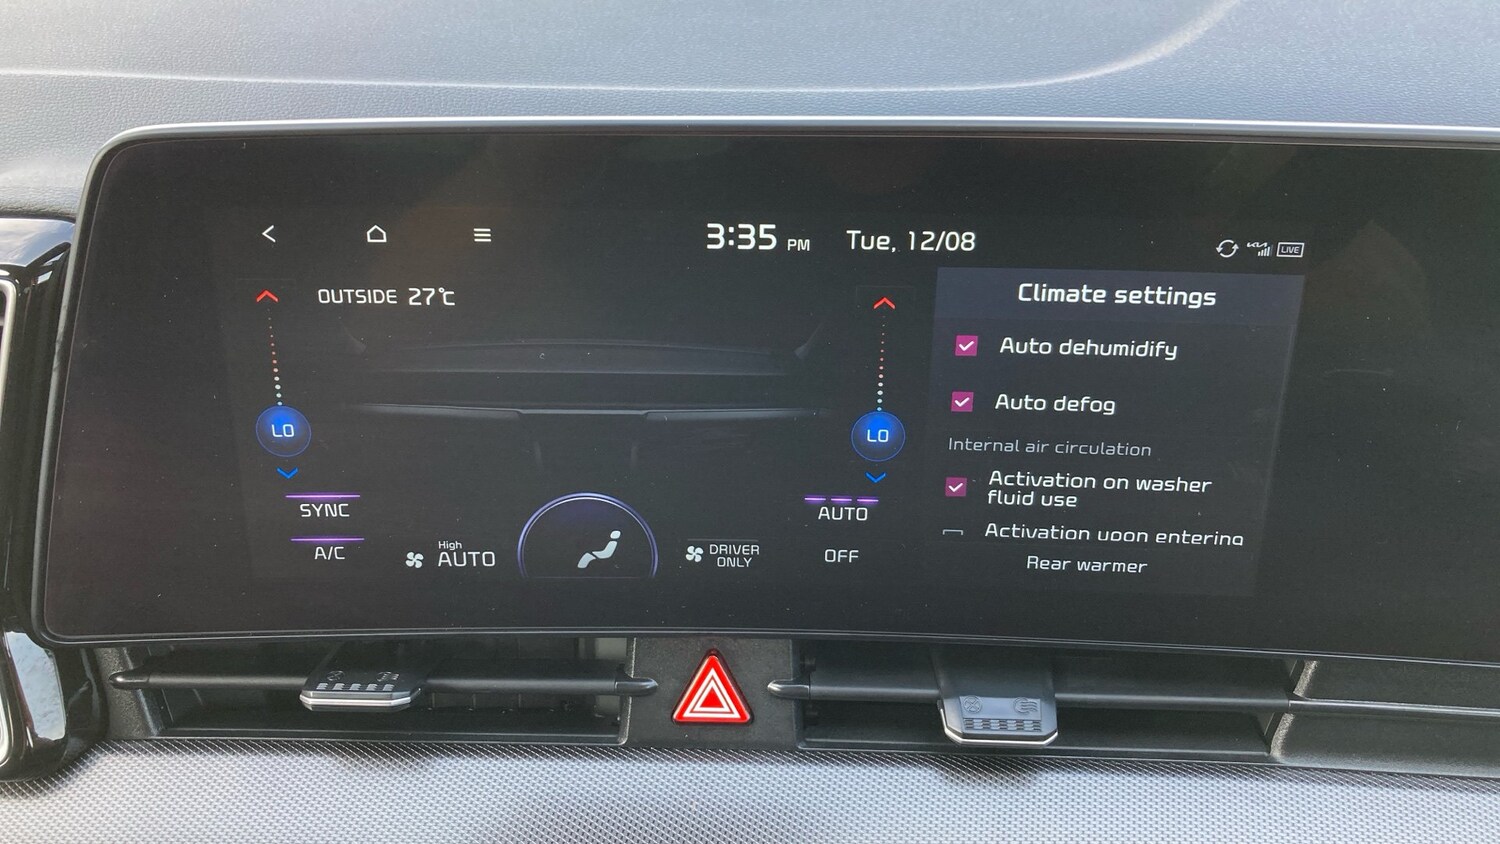 3:35 PM Tue, 12/08
LIVE
OUTSIDE 27℃
LO
SYNC
A/C
High
AUTO
DRIVER
ONLY
LO
AUTO
OFF
Climate settings
Auto dehumidify
Auto defog
Internal air circulation
Activation on washer
fluid use
Activation upon entering
Rear warmer